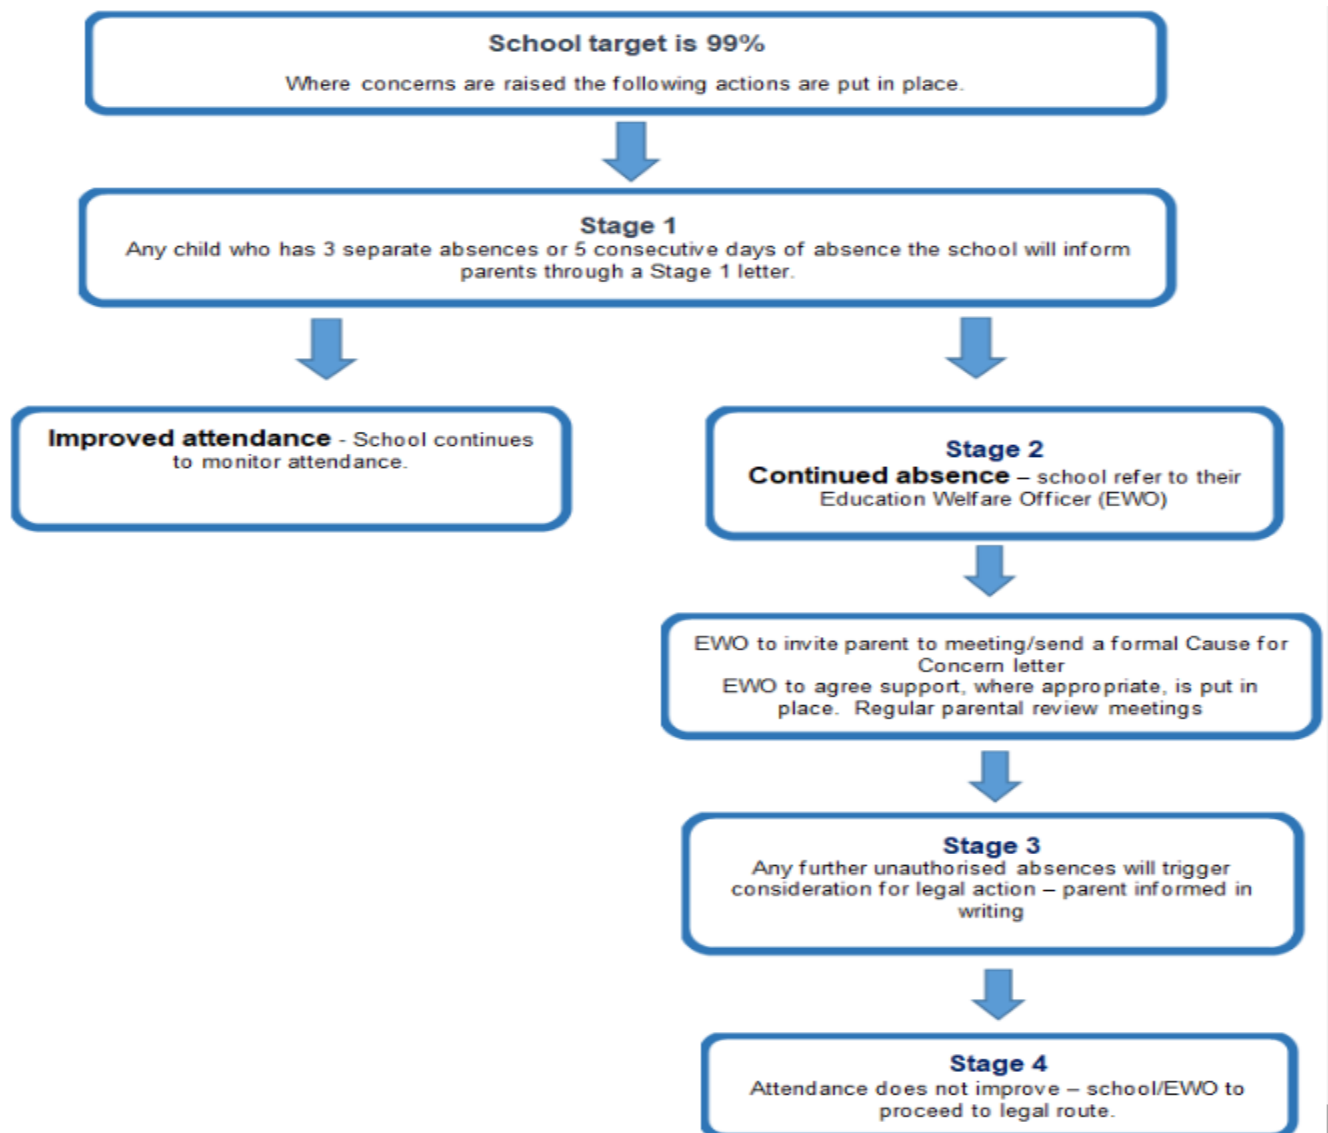 School target is 99%
Where concerns are raised the following actions are put in place.
Stage 1
Any child who has 3 separate absences or 5 consecutive days of absence the school will inform
parents through a Stage 1 letter.
Improved attendance - School continues
to monitor attendance.
Stage 2
Continued absence – school refer to their
Education Welfare Officer (EWO)
EWO to invite parent to meeting/send a formal Cause for
Concern letter
EWO to agree support, where appropriate, is put in
place.  Regular parental review meetings
Stage 3
Any further unauthorised absences will trigger
consideration for legal action – parent informed in
writing
Stage 4
Attendance does not improve – school/EWO to
proceed to legal route.